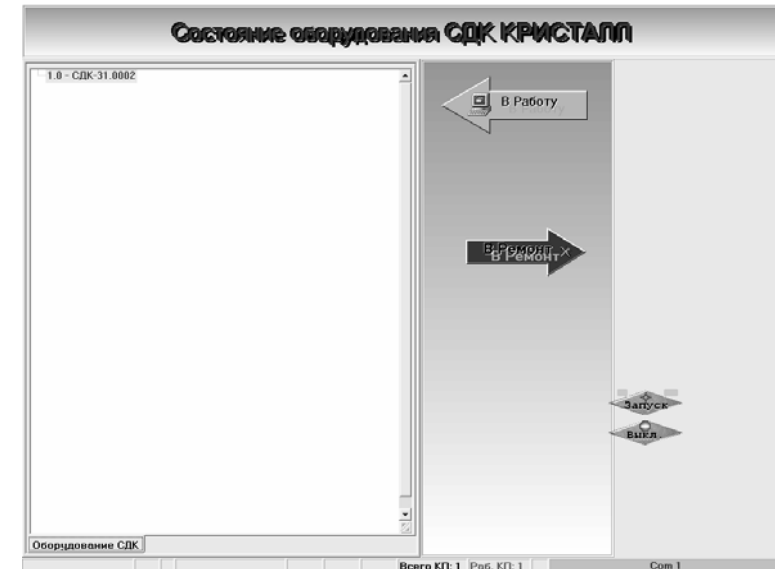 Состояние оборудования СДК КРИСТАЛЛ
1.0 - СДК-31.0002
В Работу
В Ремонт
Запуск
Выкл.
Оборудование СДК
Всего КП: 1 Раб. КП: 1 Com 1